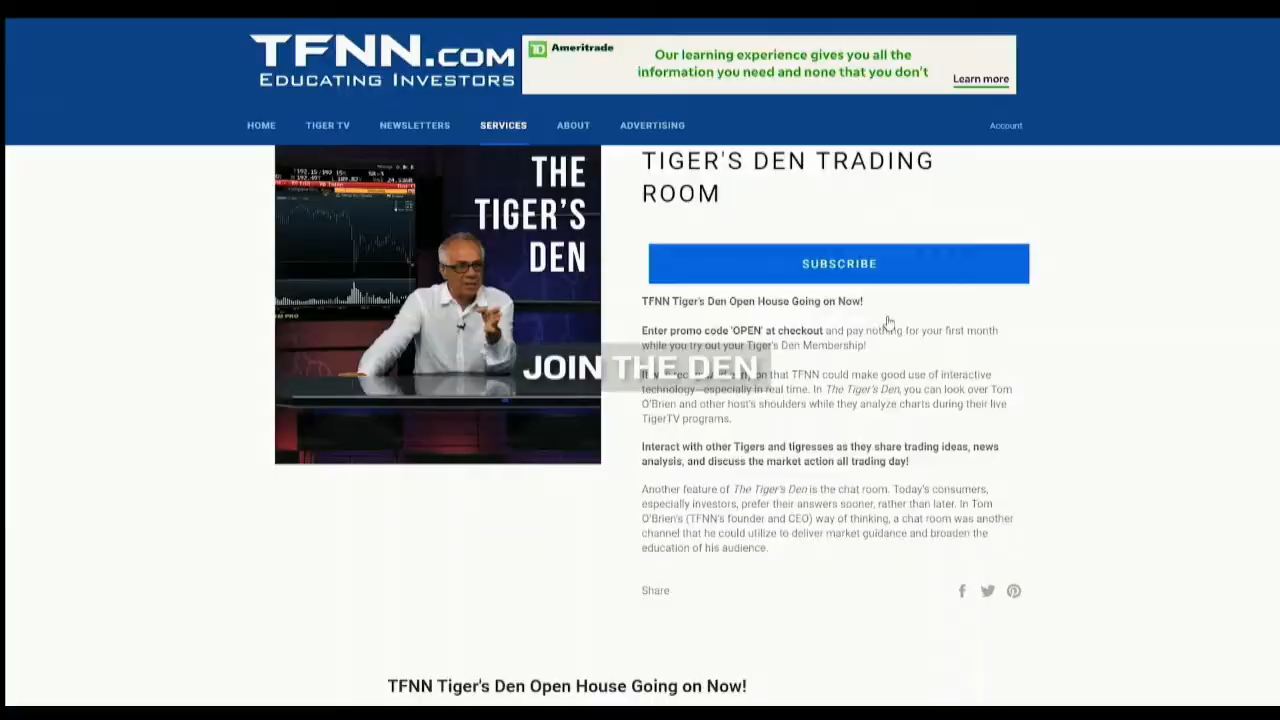 TFNN.COM
EDUCATING INVESTORS
Ameritrade
Our learning experience gives you all the
information you need and none that you don't
Learn more
HOME TIGER TV NEWSLETTERS SERVICES ABOUT ADVERTISING Account
THE
TIGER'S
DEN
TIGER'S DEN TRADING
ROOM
SUBSCRIBE
TFNN Tiger's Den Open House Going on Now!
Enter promo code 'OPEN' at checkout and pay nothing for your first month
while you try out your Tiger's Den Membership!
JOIN THE DEN
on that TFNN could make good use of interactive
technology—especially in real time. In The Tiger's Den, you can look over Tom
O'Brien and other host's shoulders while they analyze charts during their live
TigerTV programs.
Interact with other Tigers and tigresses as they share trading ideas, news
analysis, and discuss the market action all trading day!
Another feature of The Tiger's Den is the chat room. Today's consumers,
especially investors, prefer their answers sooner, rather than later. In Tom
O'Brien's (TFNN's founder and CEO) way of thinking, a chat room was another
channel that he could utilize to deliver market guidance and broaden the
education of his audience.
Share
TFNN Tiger's Den Open House Going on Now!